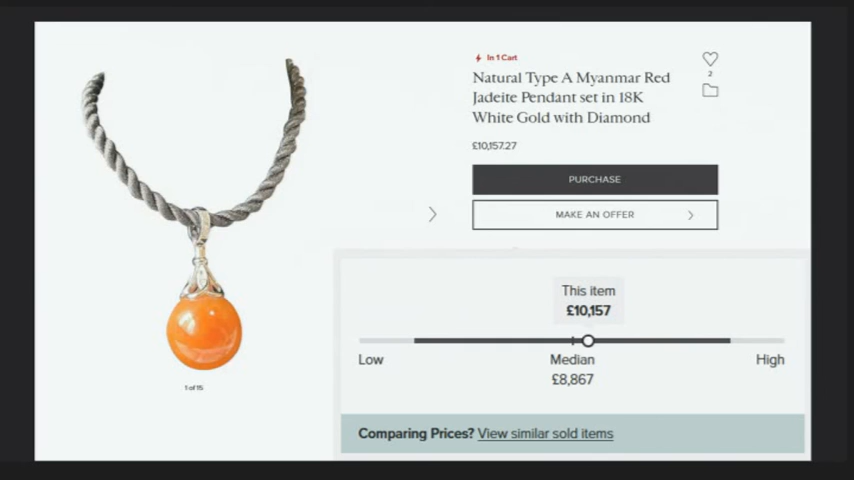 In 1 Cart
Natural Type A Myanmar Red
Jadeite Pendant set in 18K
White Gold with Diamond
2
£10,157.27
PURCHASE
MAKE AN OFFER
This item
£10,157
Low
Median
High
£8,867
1 of 15
Comparing Prices? View similar sold items